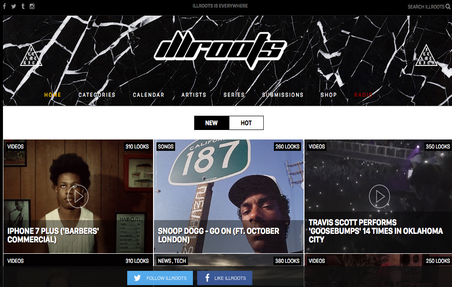 ILLROOTS IS EVERYWHERE
SEARCH ILLROOTS
illroots
HOME CATEGORIES CALENDAR ARTISTS SERIES SUBMISSIONS SHOP
NEW HOT
VIDEOS 310 LOOKS
SONGS 260 LOOKS
VIDEOS 350 LOOKS
CALIFORNIA
187
IPHONE 7 PLUS ('BARBERS'
COMMERCIAL)
SNOOP DOGG - GO ON (FT. OCTOBER
LONDON)
TRAVIS SCOTT PERFORMS
'GOOSEBUMPS' 14 TIMES IN OKLAHOMA
CITY
VIDEOS 310 LOOKS
NEWS, TECH 380 LOOKS
VIDEOS 260 LOOKS
FOLLOW ILLROOTS
LIKE ILLROOTS